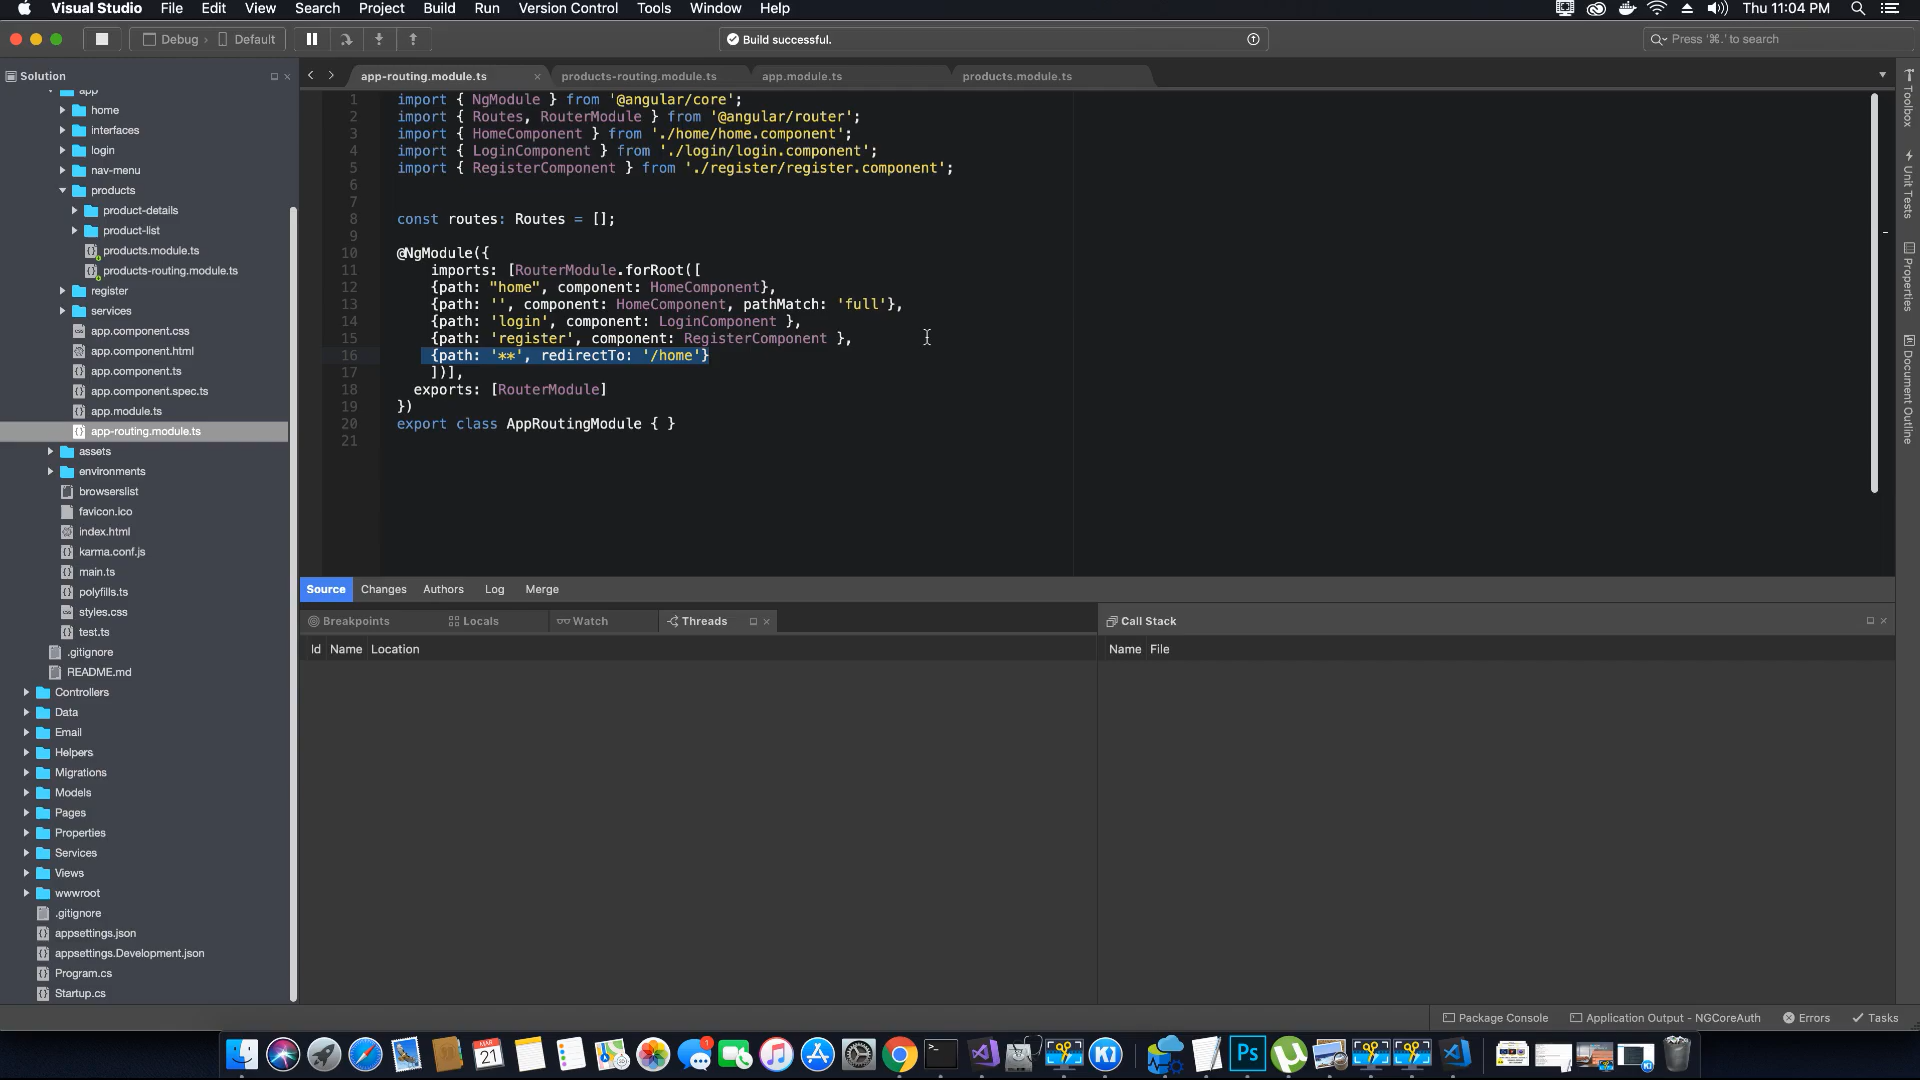 Visual Studio File Edit View Search Project Build Run Version Control Tools Window Help Thu 11:04 PM
Debug › Default Build successful. Press '⌘.' to search
Solution
app
home
interfaces
login
nav-menu
products
product-details
product-list
products.module.ts
products-routing.module.ts
register
services
app.component.css
app.component.html
app.component.ts
app.component.spec.ts
app.module.ts
app-routing.module.ts
assets
environments
browserslist
favicon.ico
index.html
karma.conf.js
main.ts
polyfills.ts
styles.css
test.ts
.gitignore
README.md
Controllers
Data
Email
Helpers
Migrations
Models
Pages
Properties
Services
Views
wwwroot
.gitignore
appsettings.json
appsettings.Development.json
Program.cs
Startup.cs
app-routing.module.ts products-routing.module.ts app.module.ts products.module.ts
1 import { NgModule } from '@angular/core';
2 import { Routes, RouterModule } from '@angular/router';
3 import { HomeComponent } from './home/home.component';
4 import { LoginComponent } from './login/login.component';
5 import { RegisterComponent } from './register/register.component';
6
7
8 const routes: Routes = [];
9
10 @NgModule({
11 imports: [RouterModule.forRoot([
12 {path: "home", component: HomeComponent},
13 {path: '', component: HomeComponent, pathMatch: 'full'},
14 {path: 'login', component: LoginComponent },
15 {path: 'register', component: RegisterComponent },
16 {path: '**', redirectTo: '/home'}
17 ])],
18 exports: [RouterModule]
19 })
20 export class AppRoutingModule { }
21
Source Changes Authors Log Merge
Breakpoints Locals Watch Threads
Id Name Location
Call Stack
Name File
Toolbox
Unit Tests
Properties
Document Outline
Package Console Application Output - NGCoreAuth Errors Tasks
MAR
21
1
Ps